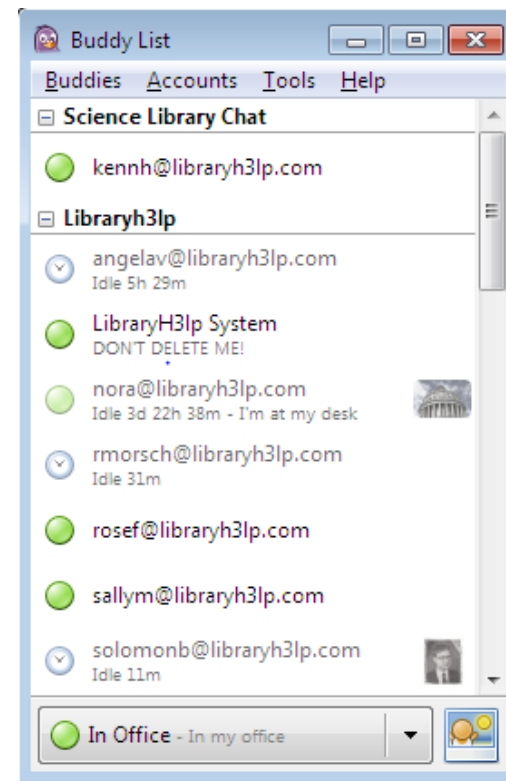 Buddy List
Buddies Accounts Tools Help
Science Library Chat
kennh@libraryh3lp.com
Libraryh3lp
angelav@libraryh3lp.com
Idle 5h 29m
LibraryH3lp System
DON'T DELETE ME!
nora@libraryh3lp.com
Idle 3d 22h 38m - I'm at my desk
rmorsch@libraryh3lp.com
Idle 31m
rosef@libraryh3lp.com
sallym@libraryh3lp.com
solomonb@libraryh3lp.com
Idle 11m
In Office - In my office